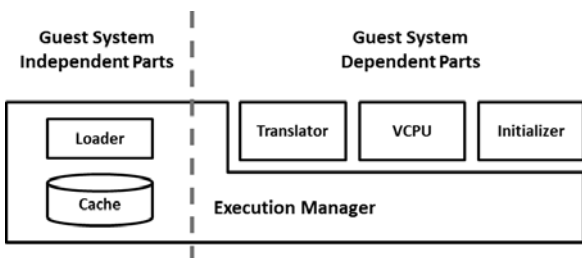 Guest System
Independent Parts
Guest System
Dependent Parts
Loader
Translator
VCPU
Initializer
Cache
Execution Manager